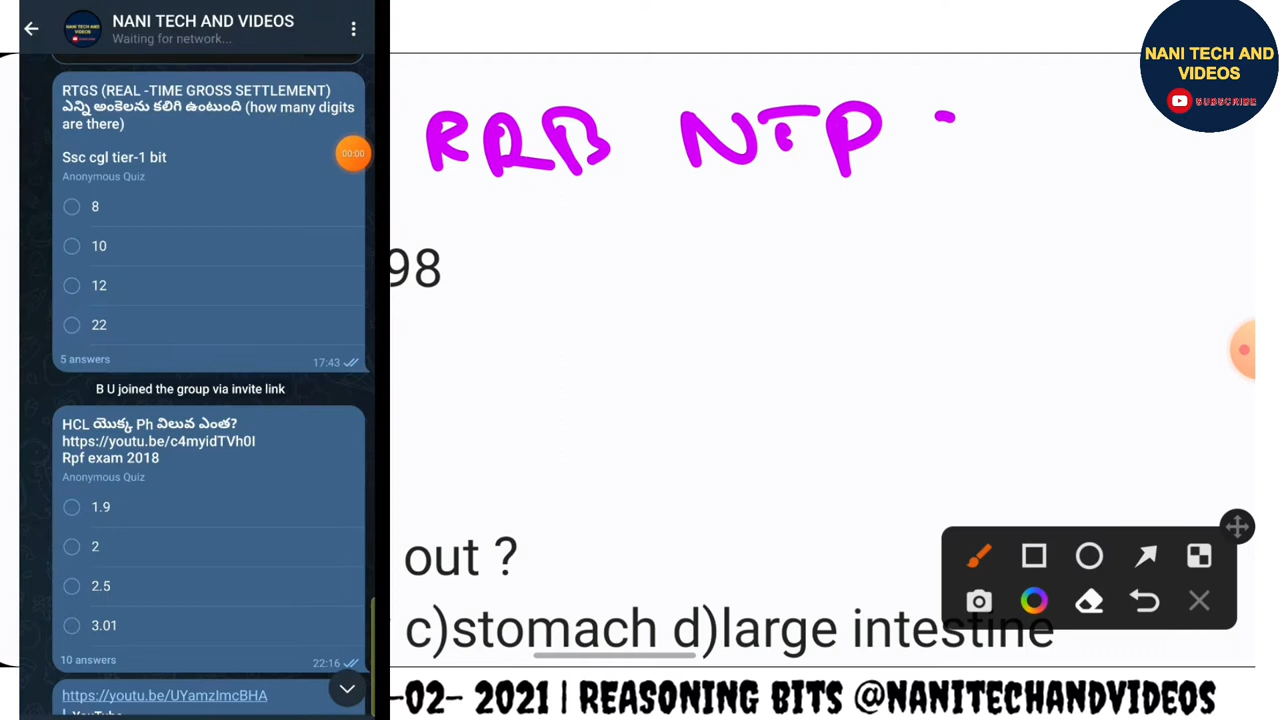 NANI TECH AND VIDEOS
Waiting for network...
RTGS (REAL -TIME GROSS SETTLEMENT)
ఎన్ని అంకెలను కలిగి ఉంటుంది (how many digits
are there)
Ssc cgl tier-1 bit
Anonymous Quiz
00:00
8
10
12
22
5 answers
17:43
B U joined the group via invite link
HCL యొక్క Ph విలువ ఎంత?
https://youtu.be/c4myidTVh0I
Rpf exam 2018
Anonymous Quiz
1.9
2
2.5
3.01
10 answers
22:16
https://youtu.be/UYamzImcBHA
YouTube
RRB NTP
98
out ?
c)stomach d)large intestine
-02- 2021 | REASONING BITS @NANITECHANDVIDEOS
NANI TECH AND
VIDEOS
SUBSCRIBE